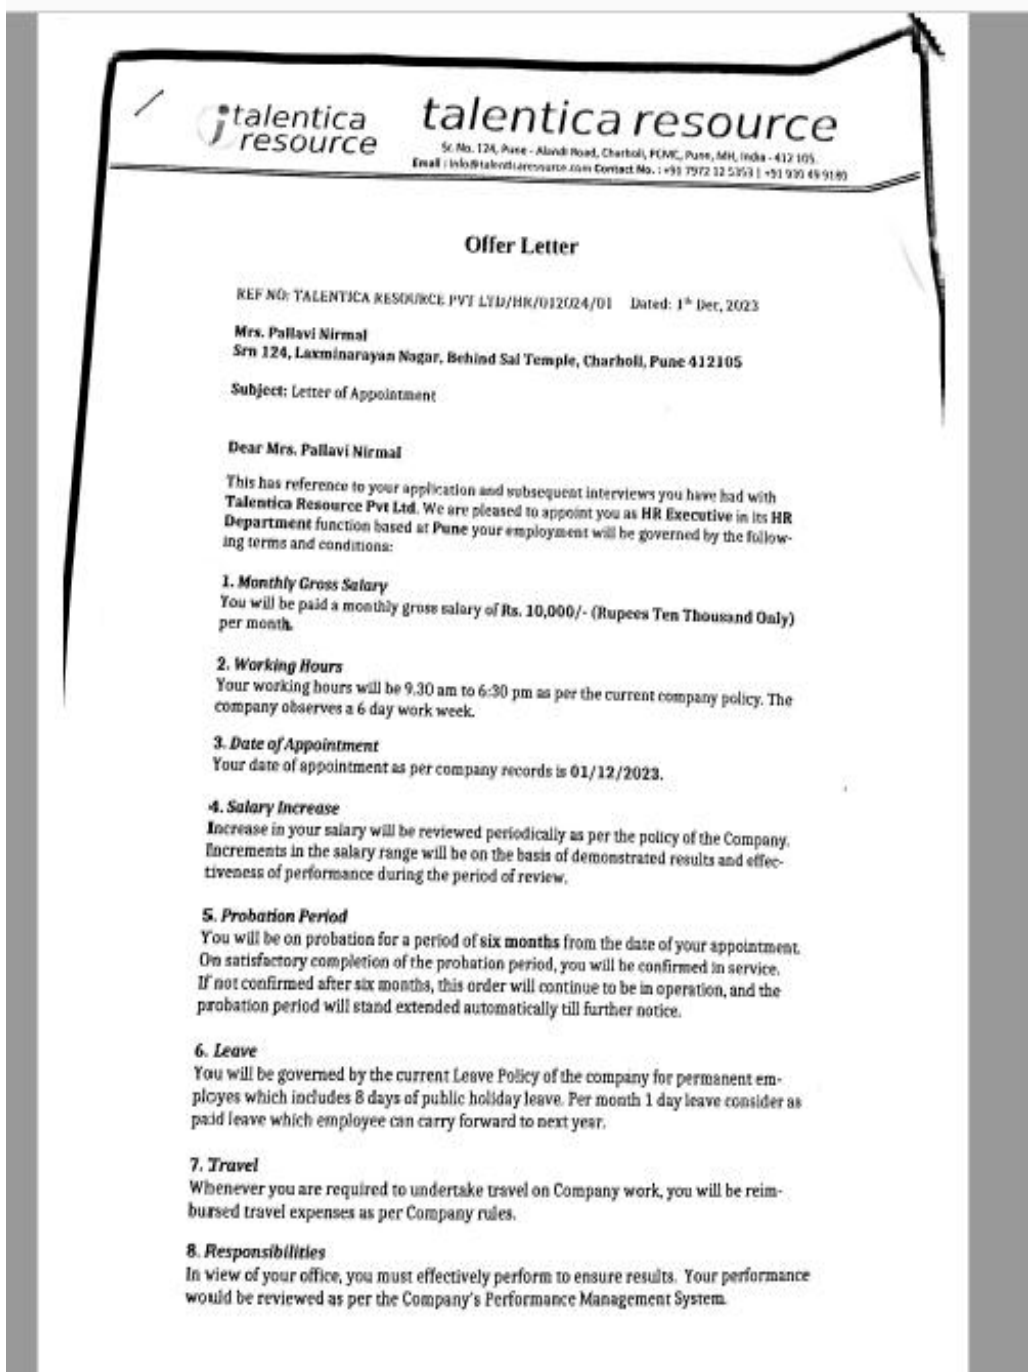 talentica
resource
talentica resource
Sr. No. 124, Pune - Alandi Road, Charholi, PCMC, Pune, MH, India - 412 105.
Email : info@talenticaresource.com Contact No. : +91 7972 12 5353 | +91 930 49 9180
Offer Letter
REF NO: TALENTICA RESOURCE PVT LTD/HR/012024/01 Dated: 1st Dec, 2023
Mrs. Pallavi Nirmal
Srn 124, Laxminarayan Nagar, Behind Sai Temple, Charholi, Pune 412105
Subject: Letter of Appointment
Dear Mrs. Pallavi Nirmal
This has reference to your application and subsequent interviews you have had with
Talentica Resource Pvt Ltd. We are pleased to appoint you as HR Executive in its HR
Department function based at Pune your employment will be governed by the follow-
ing terms and conditions:
1. Monthly Gross Salary
You will be paid a monthly gross salary of Rs. 10,000/- (Rupees Ten Thousand Only)
per month.
2. Working Hours
Your working hours will be 9.30 am to 6:30 pm as per the current company policy. The
company observes a 6 day work week.
3. Date of Appointment
Your date of appointment as per company records is 01/12/2023.
4. Salary Increase
Increase in your salary will be reviewed periodically as per the policy of the Company.
Increments in the salary range will be on the basis of demonstrated results and effec-
tiveness of performance during the period of review.
5. Probation Period
You will be on probation for a period of six months from the date of your appointment.
On satisfactory completion of the probation period, you will be confirmed in service.
If not confirmed after six months, this order will continue to be in operation, and the
probation period will stand extended automatically till further notice.
6. Leave
You will be governed by the current Leave Policy of the company for permanent em-
ployes which includes 8 days of public holiday leave. Per month 1 day leave consider as
paid leave which employee can carry forward to next year.
7. Travel
Whenever you are required to undertake travel on Company work, you will be reim-
bursed travel expenses as per Company rules.
8. Responsibilities
In view of your office, you must effectively perform to ensure results. Your performance
would be reviewed as per the Company's Performance Management System.